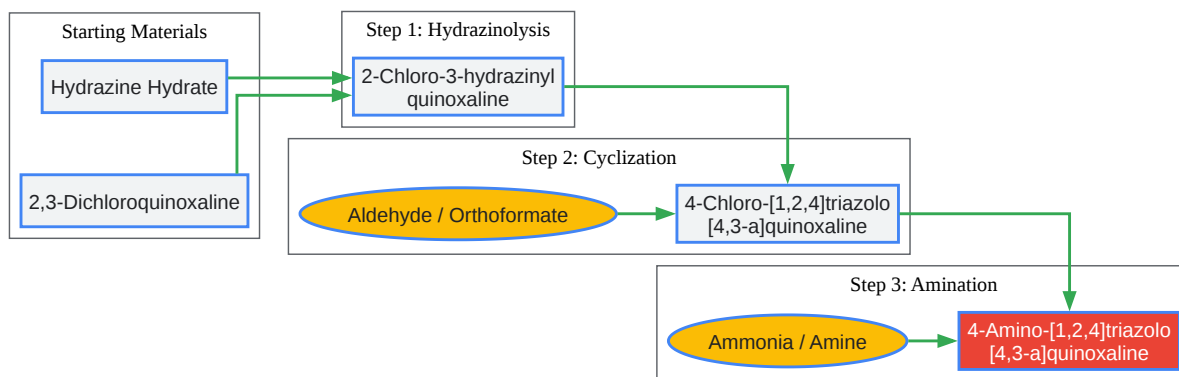 Starting Materials
Hydrazine Hydrate
2,3-Dichloroquinoxaline
Step 1: Hydrazinolysis
2-Chloro-3-hydrazinyl
quinoxaline
Step 2: Cyclization
Aldehyde / Orthoformate
4-Chloro-[1,2,4]triazolo
[4,3-a]quinoxaline
Step 3: Amination
Ammonia / Amine
4-Amino-[1,2,4]triazolo
[4,3-a]quinoxaline